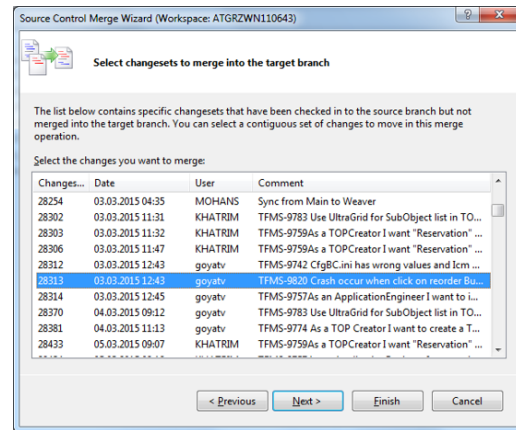 Source Control Merge Wizard (Workspace: ATGRZWN110643)
Select changesets to merge into the target branch
The list below contains specific changesets that have been checked in to the source branch but not
merged into the target branch. You can select a contiguous set of changes to move in this merge
operation.
Select the changes you want to merge:
Changes... Date User Comment
28254 03.03.2015 04:35 MOHANS Sync from Main to Weaver
28302 03.03.2015 11:31 KHATRIM TFMS-9783 Use UltraGrid for SubObject list in TO...
28303 03.03.2015 11:32 KHATRIM TFMS-9759As a TOPCreator I want "Reservation" ...
28306 03.03.2015 11:47 KHATRIM TFMS-9759As a TOPCreator I want "Reservation" ...
28312 03.03.2015 12:43 goyatv TFMS-9742 CfgBC.ini has wrong values and Icm ...
28313 03.03.2015 12:43 goyatv TFMS-9820 Crash occur when click on reorder Bu...
28314 03.03.2015 12:45 goyatv TFMS-9757As an ApplicationEngineer I want to i...
28370 04.03.2015 09:12 goyatv TFMS-9783 Use UltraGrid for SubObject list in TO...
28381 04.03.2015 11:13 goyatv TFMS-9774 As a TOP Creator I want to create a T...
28433 05.03.2015 09:07 KHATRIM TFMS-9759As a TOPCreator I want "Reservation" ...
< Previous Next > Finish Cancel